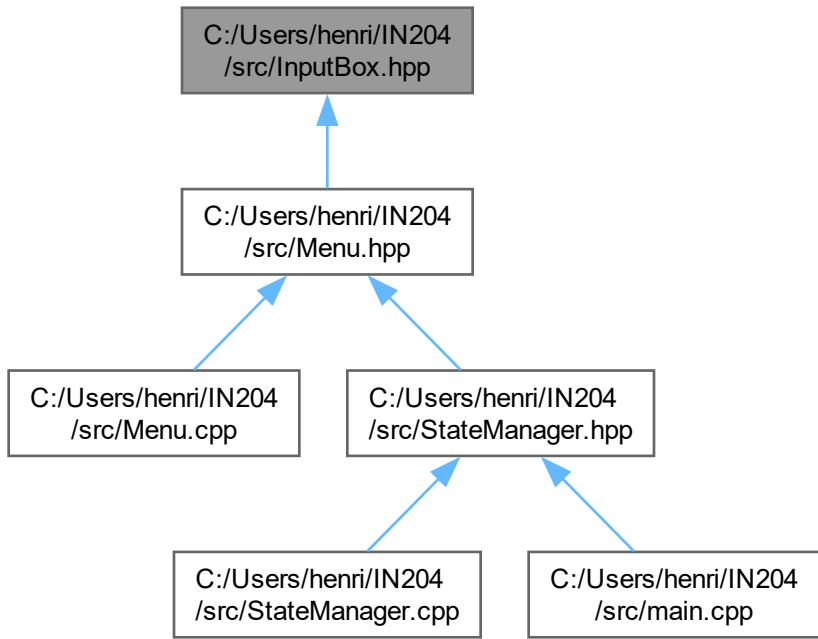 C:/Users/henri/IN204
/src/InputBox.hpp
C:/Users/henri/IN204
/src/Menu.hpp
C:/Users/henri/IN204
/src/Menu.cpp
C:/Users/henri/IN204
/src/StateManager.hpp
C:/Users/henri/IN204
/src/StateManager.cpp
C:/Users/henri/IN204
/src/main.cpp